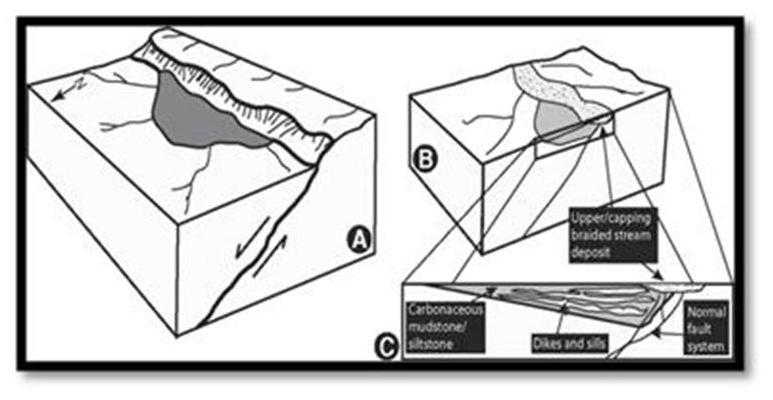 N
A
B
Upper/capping
braided stream
deposit
Carbonaceous
mudstone/
siltstone
Dikes and sills
Normal
fault
system
C